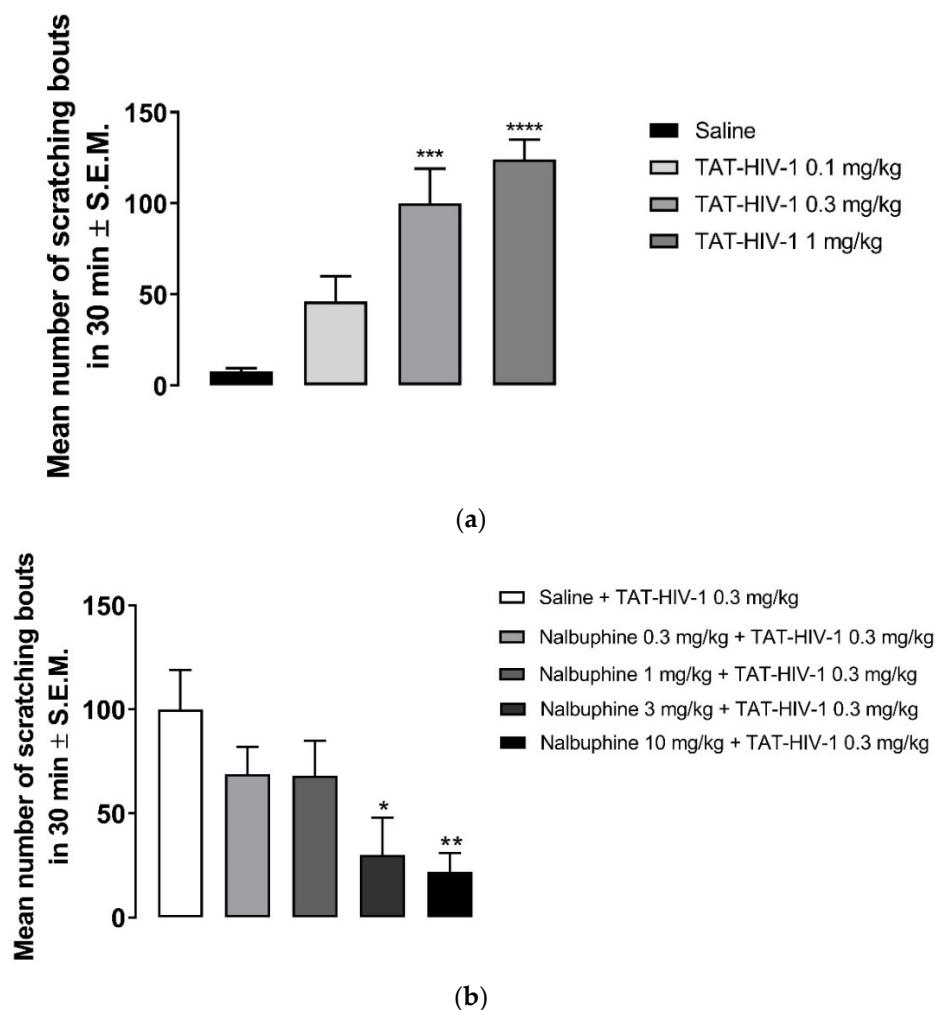 Mean number of scratching bouts
in 30 min ± S.E.M.
150
100
50
0
***
****
Saline
TAT-HIV-1 0.1 mg/kg
TAT-HIV-1 0.3 mg/kg
TAT-HIV-1 1 mg/kg
(a)
Mean number of scratching bouts
in 30 min ± S.E.M.
150
100
50
0
*
**
Saline + TAT-HIV-1 0.3 mg/kg
Nalbuphine 0.3 mg/kg + TAT-HIV-1 0.3 mg/kg
Nalbuphine 1 mg/kg + TAT-HIV-1 0.3 mg/kg
Nalbuphine 3 mg/kg + TAT-HIV-1 0.3 mg/kg
Nalbuphine 10 mg/kg + TAT-HIV-1 0.3 mg/kg
(b)